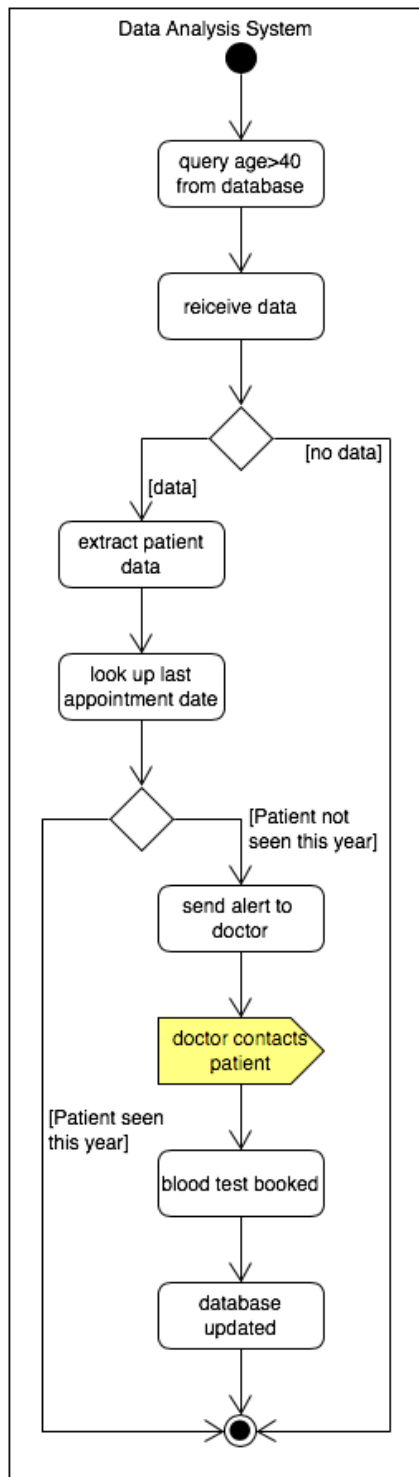 Data Analysis System
query age>40
from database
reiceive data
[no data]
[data]
extract patient
data
look up last
appointment date
[Patient not
seen this year]
send alert to
doctor
doctor contacts
patient
[Patient seen
this year]
blood test booked
database
updated